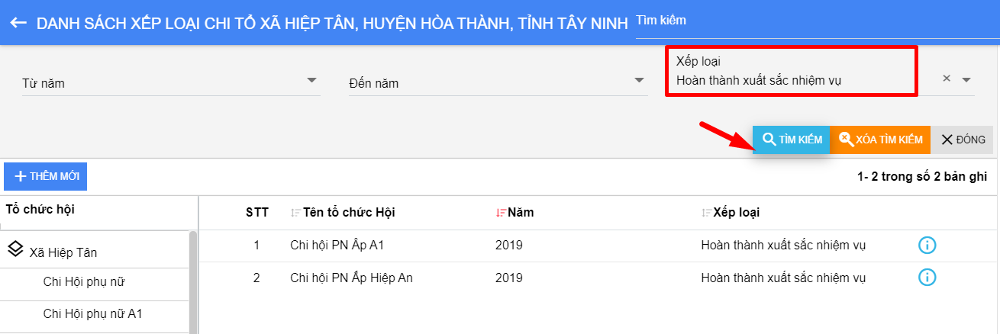 DANH SÁCH XẾP LOẠI CHI TỔ XÃ HIỆP TÂN, HUYỆN HÒA THÀNH, TỈNH TÂY NINH Tìm kiếm
Xếp loại
Từ năm Đến năm Hoàn thành xuất sắc nhiệm vụ
TÌM KIẾM XÓA TÌM KIẾM ĐÓNG
THÊM MỚI 1- 2 trong số 2 bản ghi
Tổ chức hội STT Tên tổ chức Hội Năm Xếp loại
1 Chi hội PN Ấp A1 2019 Hoàn thành xuất sắc nhiệm vụ
Xã Hiệp Tân
2 Chi hội PN Ấp Hiệp An 2019 Hoàn thành xuất sắc nhiệm vụ
Chi Hội phụ nữ
Chi Hội phụ nữ A1